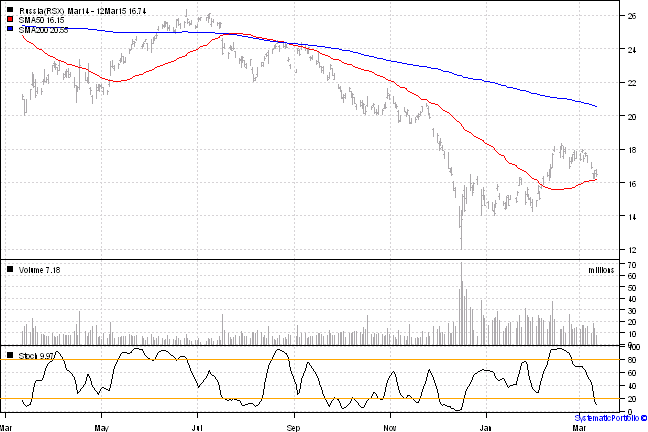 Russia(RSX) Mar14 - 12Mar15 16.74
SMA50 16.15
SMA200 20.55
26
24
22
20
18
16
14
12
Volume 7.18
millions
70
60
50
40
30
20
10
0
Stoch 9.97
100
80
60
40
20
0
Mar May Jul Sep Nov Jan Mar
SystematicPortfolio ©